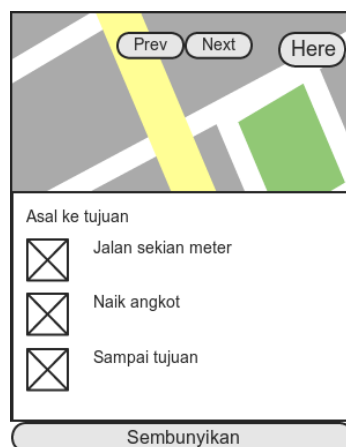 Prev Next Here
Asal ke tujuan
Jalan sekian meter
Naik angkot
Sampai tujuan
Sembunyikan